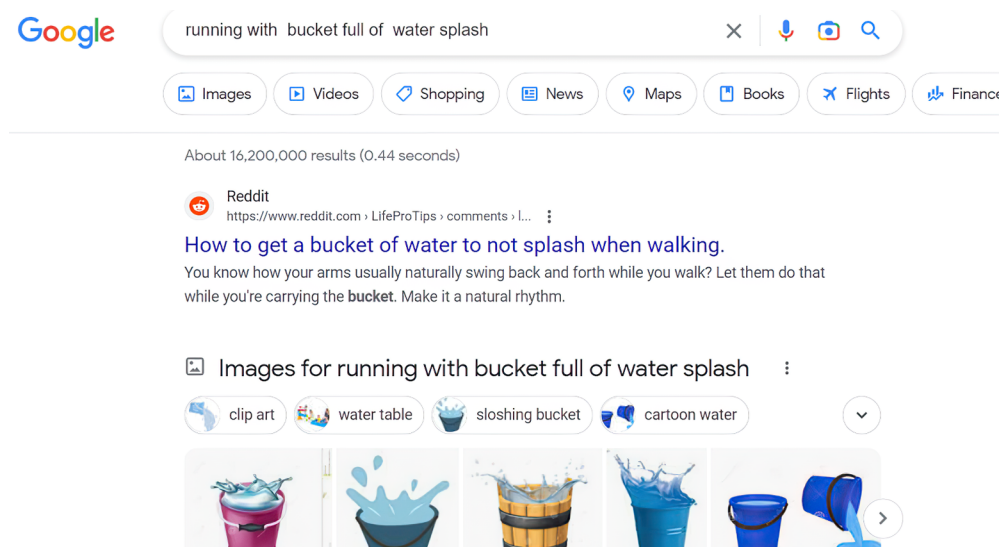 Google
running with  bucket full of  water splash
Images
Videos
Shopping
News
Maps
Books
Flights
Finance
About 16,200,000 results (0.44 seconds)
Reddit
https://www.reddit.com › LifeProTips › comments › l...
How to get a bucket of water to not splash when walking.
You know how your arms usually naturally swing back and forth while you walk? Let them do that
while you're carrying the bucket. Make it a natural rhythm.
Images for running with bucket full of water splash
clip art
water table
sloshing bucket
cartoon water